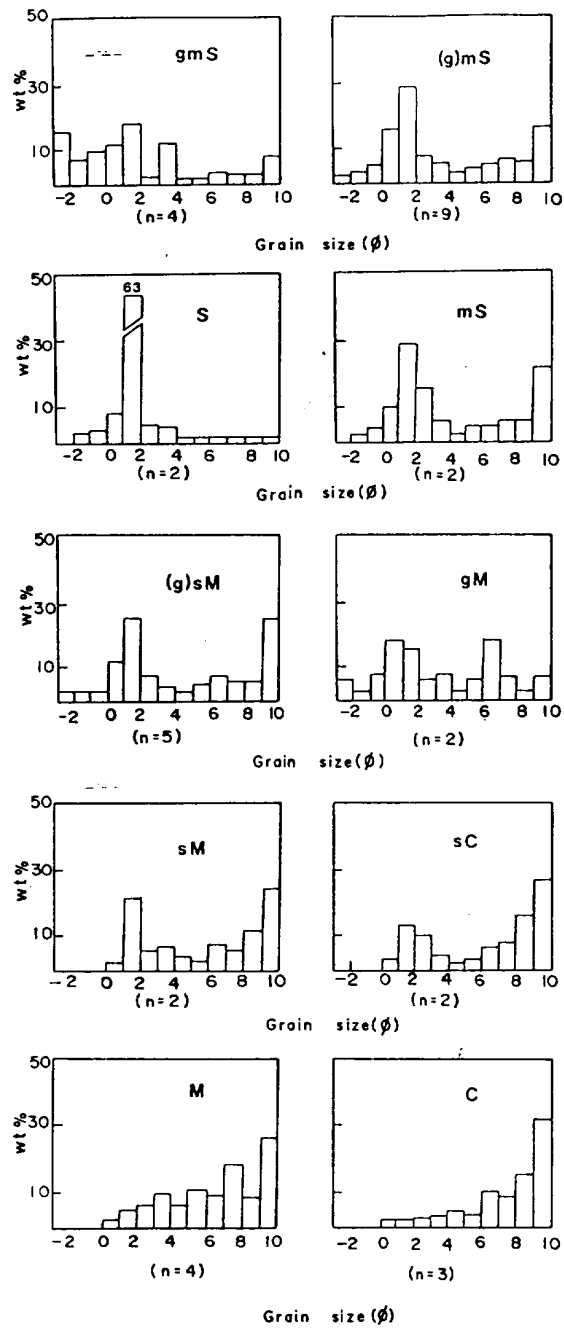 50
30
10
wt %
gmS
-2 0 2 4 6 8 10
(n=4)
(g)mS
-2 0 2 4 6 8 10
(n=9)
Grain size (ϕ)
50
30
10
63
S
-2 0 2 4 6 8 10
(n=2)
mS
-2 0 2 4 6 8 10
(n=2)
Grain size(ϕ)
50
30
10
(g)sM
-2 0 2 4 6 8 10
(n=5)
gM
-2 0 2 4 6 8 10
(n=2)
Grain size(ϕ)
50
30
10
wt %
sM
-2 0 2 4 6 8 10
(n=2)
sC
-2 0 2 4 6 8 10
(n=2)
Grain size(ϕ)
50
30
10
wt %
M
-2 0 2 4 6 8 10
(n=4)
C
-2 0 2 4 6 8 10
(n=3)
Grain size (ϕ)